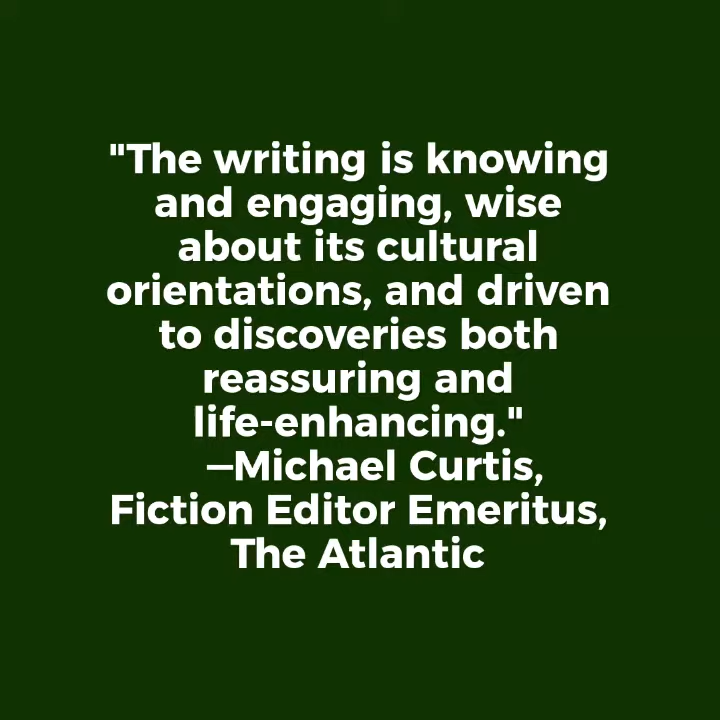 "The writing is knowing
and engaging, wise
about its cultural
orientations, and driven
to discoveries both
reassuring and
life-enhancing."
—Michael Curtis,
Fiction Editor Emeritus,
The Atlantic